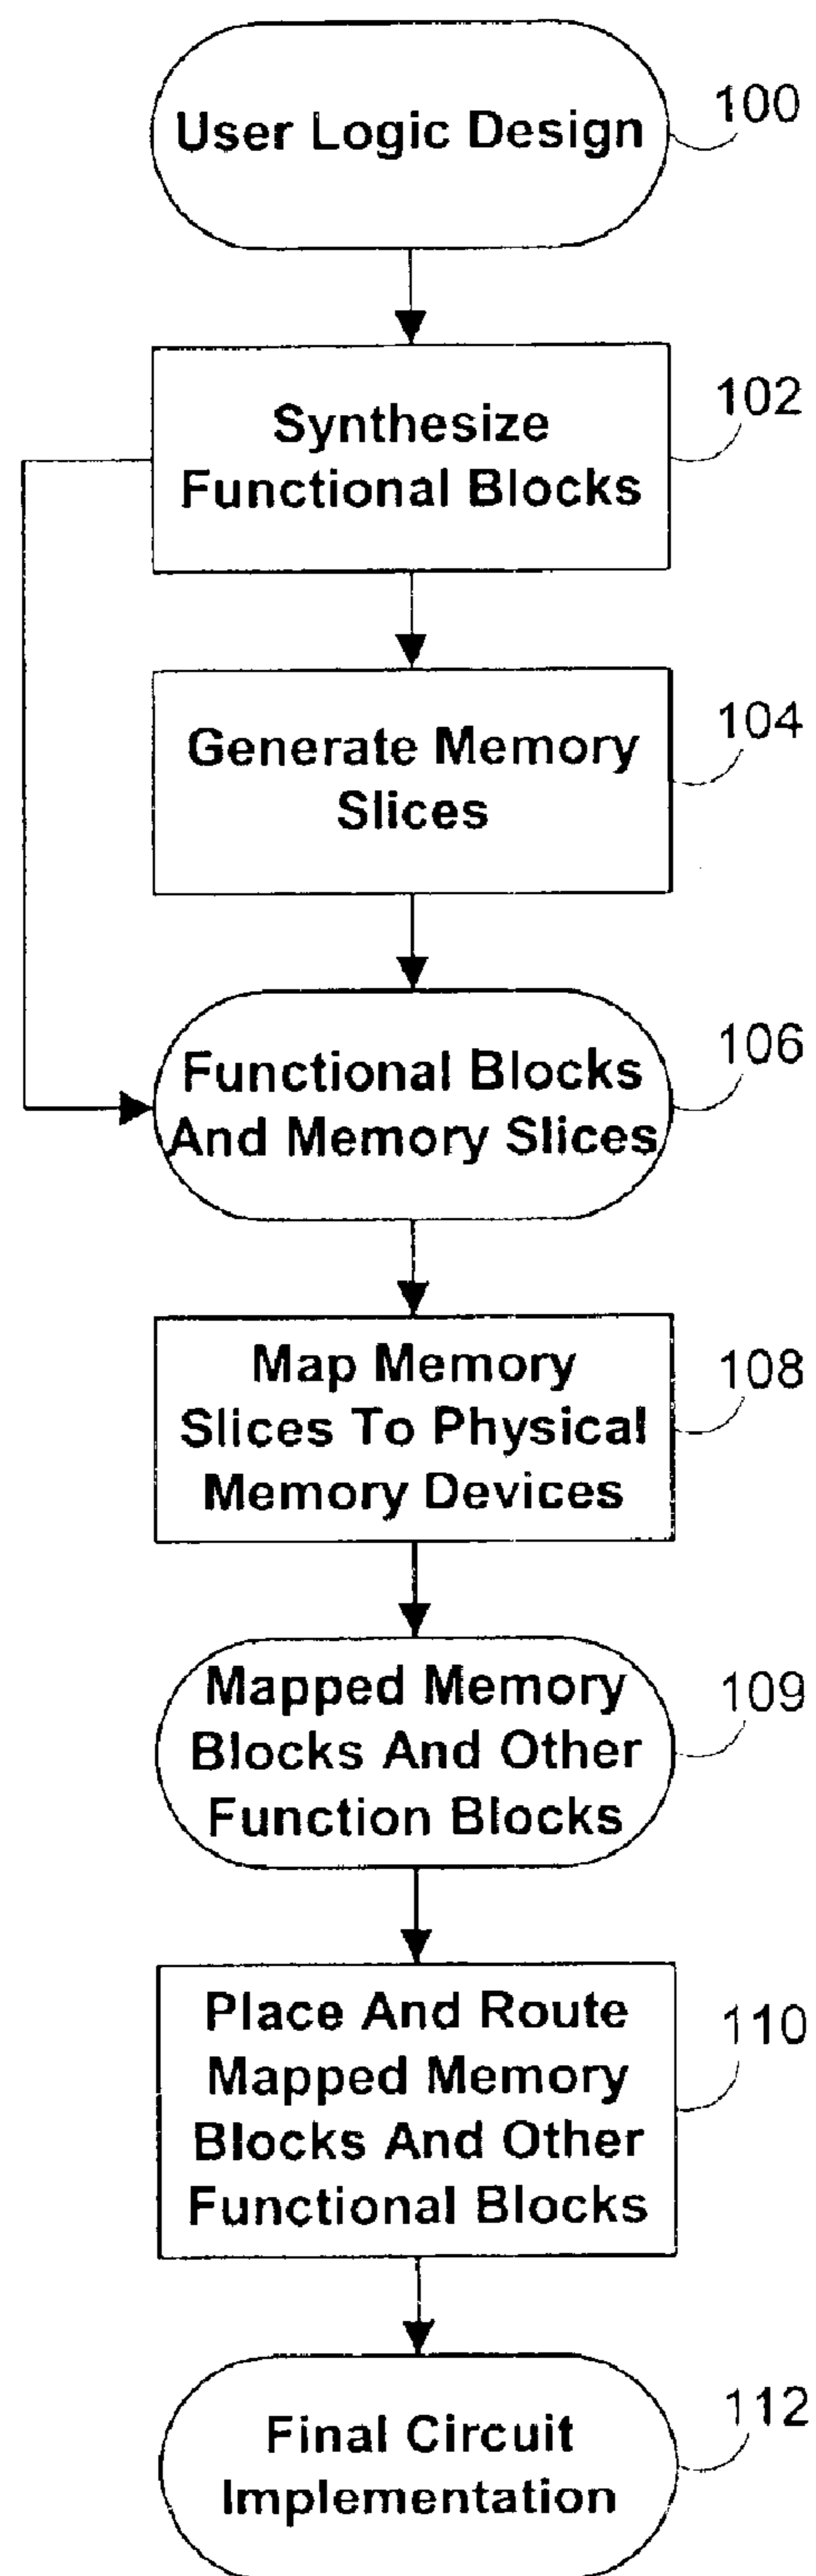 User Logic Design
100
Synthesize
Functional Blocks
102
Generate Memory
Slices
104
Functional Blocks
And Memory Slices
106
Map Memory
Slices To Physical
Memory Devices
108
Mapped Memory
Blocks And Other
Function Blocks
109
Place And Route
Mapped Memory
Blocks And Other
Functional Blocks
110
Final Circuit
Implementation
112